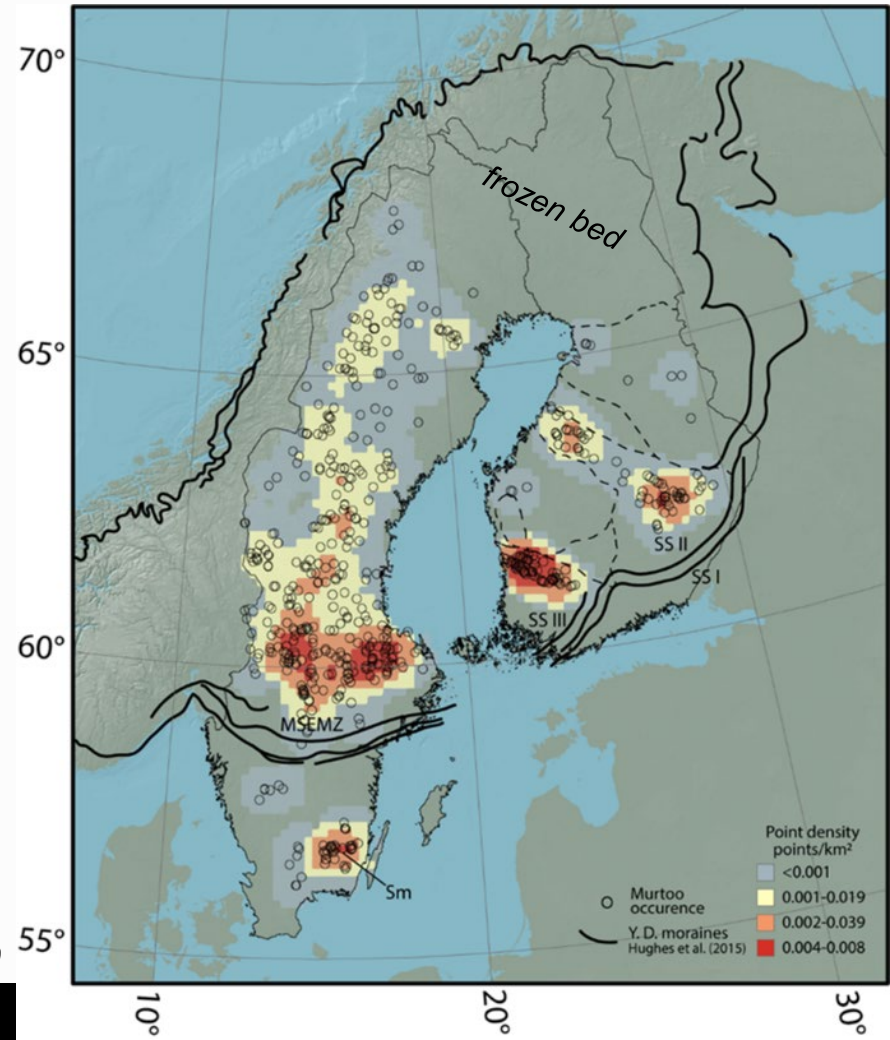 70°
65°
60°
55°
10°
20°
30°
frozen bed
SS II
SS I
SS III
MSEMZ
Sm
Point density
points/km²
<0.001
0.001-0.019
0.002-0.039
0.004-0.008
Murtoo
occurence
Y. D. moraines
Hughes et al. (2015)